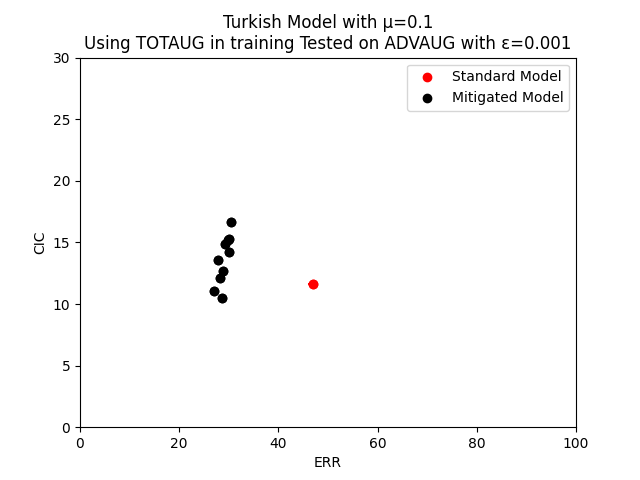 Turkish Model with μ=0.1
Using TOTAUG in training Tested on ADVAUG with ε=0.001
Standard Model
Mitigated Model
30
25
20
15
10
5
0
CIC
0 20 40 60 80 100
ERR